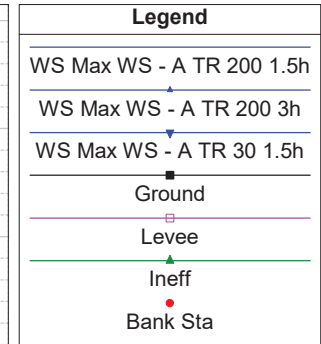 Legend
WS Max WS - A TR 200 1.5h
WS Max WS - A TR 200 3h
WS Max WS - A TR 30 1.5h
Ground
Levee
Ineff
Bank Sta